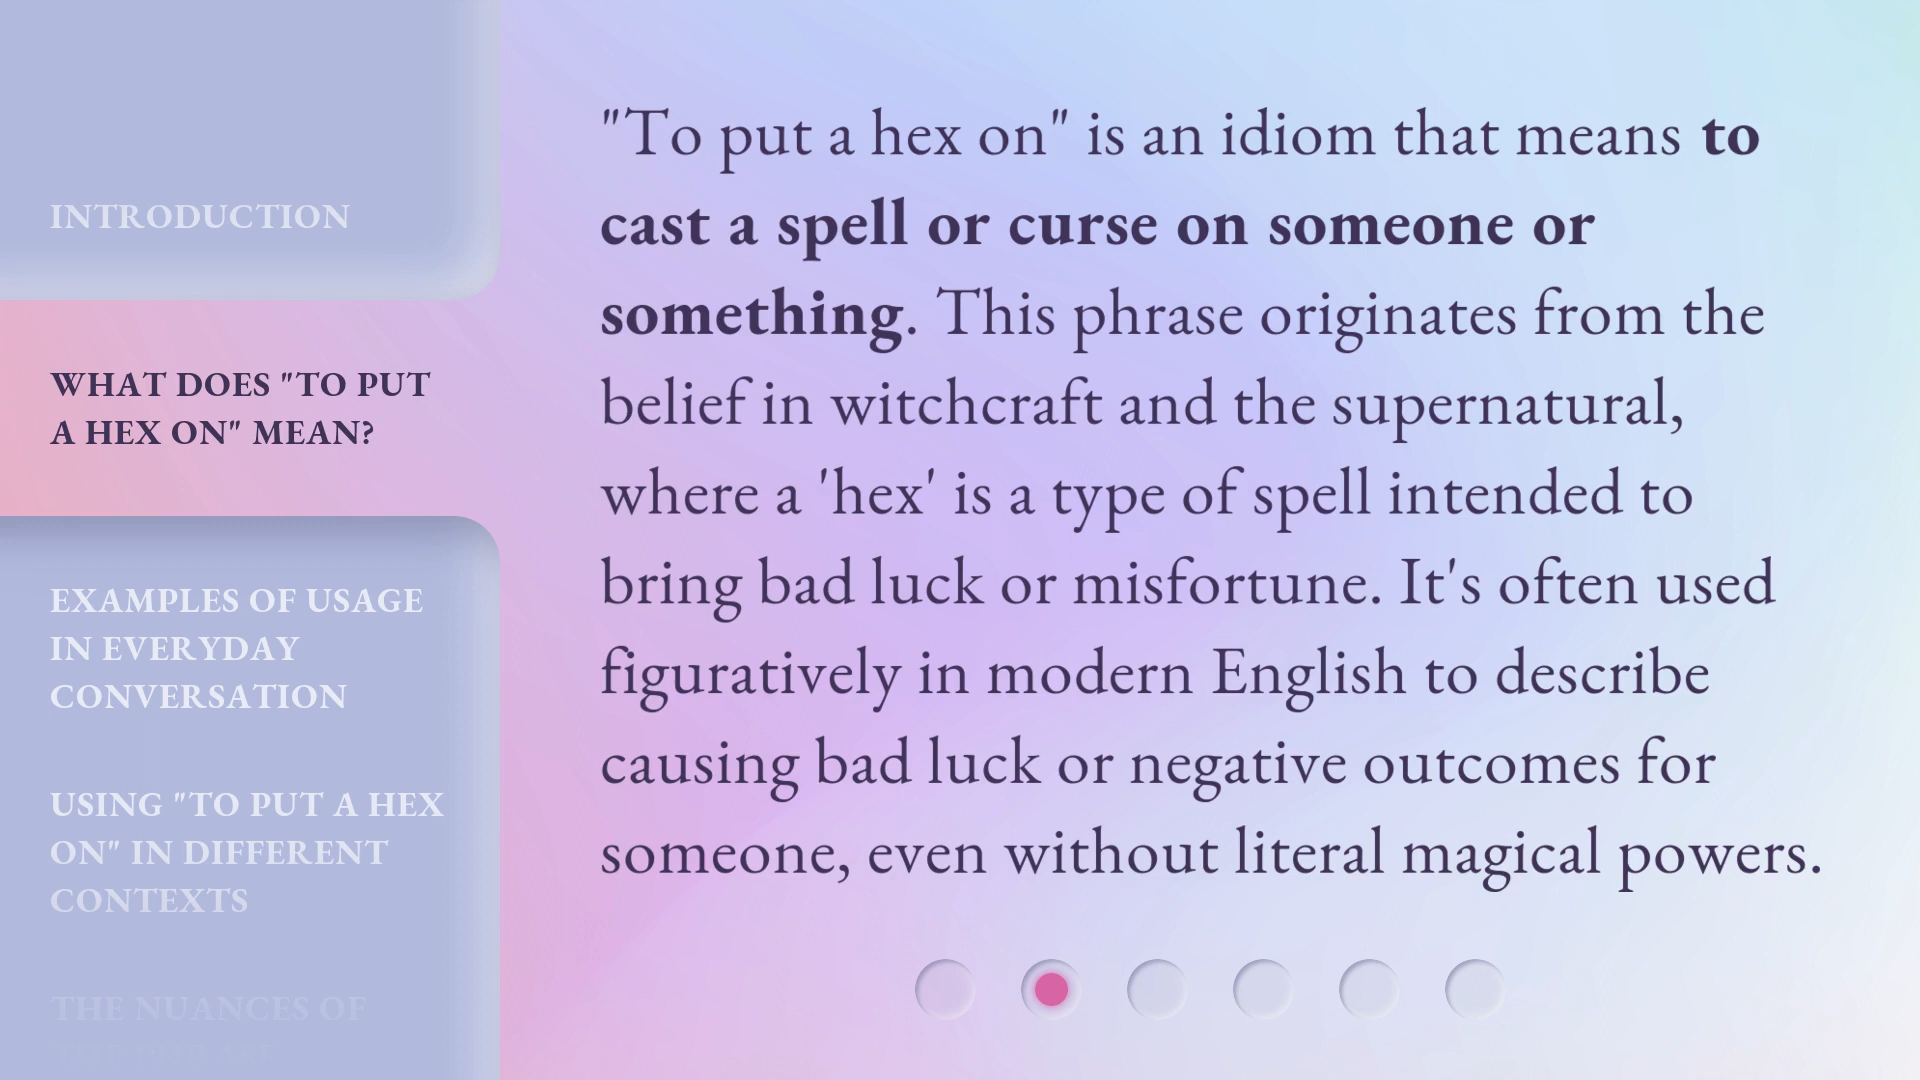 INTRODUCTION
WHAT DOES "TO PUT
A HEX ON" MEAN?
EXAMPLES OF USAGE
IN EVERYDAY
CONVERSATION
USING "TO PUT A HEX
ON" IN DIFFERENT
CONTEXTS
THE NUANCES OF
THE PHRASE
"To put a hex on" is an idiom that means to
cast a spell or curse on someone or
something. This phrase originates from the
belief in witchcraft and the supernatural,
where a 'hex' is a type of spell intended to
bring bad luck or misfortune. It's often used
figuratively in modern English to describe
causing bad luck or negative outcomes for
someone, even without literal magical powers.